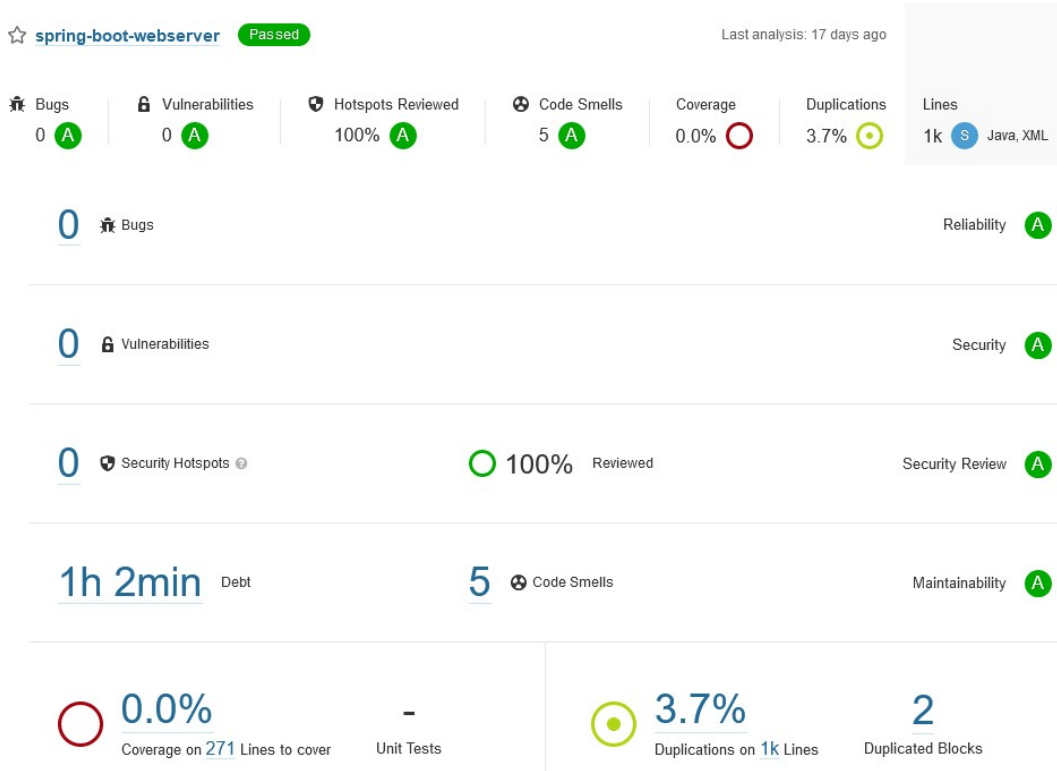 spring-boot-webserver Passed Last analysis: 17 days ago
Bugs Vulnerabilities Hotspots Reviewed Code Smells Coverage Duplications Lines
0 A 0 A 100% A 5 A 0.0% 3.7% 1k S Java, XML
0 Bugs Reliability A
0 Vulnerabilities Security A
0 Security Hotspots ? 100% Reviewed Security Review A
1h 2min Debt 5 Code Smells Maintainability A
0.0% - 3.7% 2
Coverage on 271 Lines to cover Unit Tests Duplications on 1k Lines Duplicated Blocks